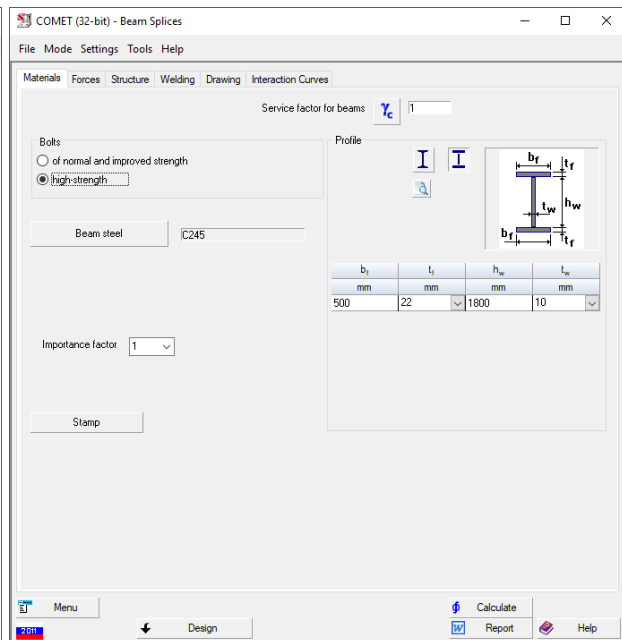 COMET (32-bit) - Beam Splices
File Mode Settings Tools Help
Materials Forces Structure Welding Drawing Interaction Curves
Service factor for beams γc 1
Bolts
of normal and improved strength
high-strength
Beam steel C245
Importance factor 1
Stamp
Profile
bf tf
tw hw
bf tf
bf tf hw tw
mm mm mm mm
500 22 1800 10
Menu Calculate
2011 Design W Report Help